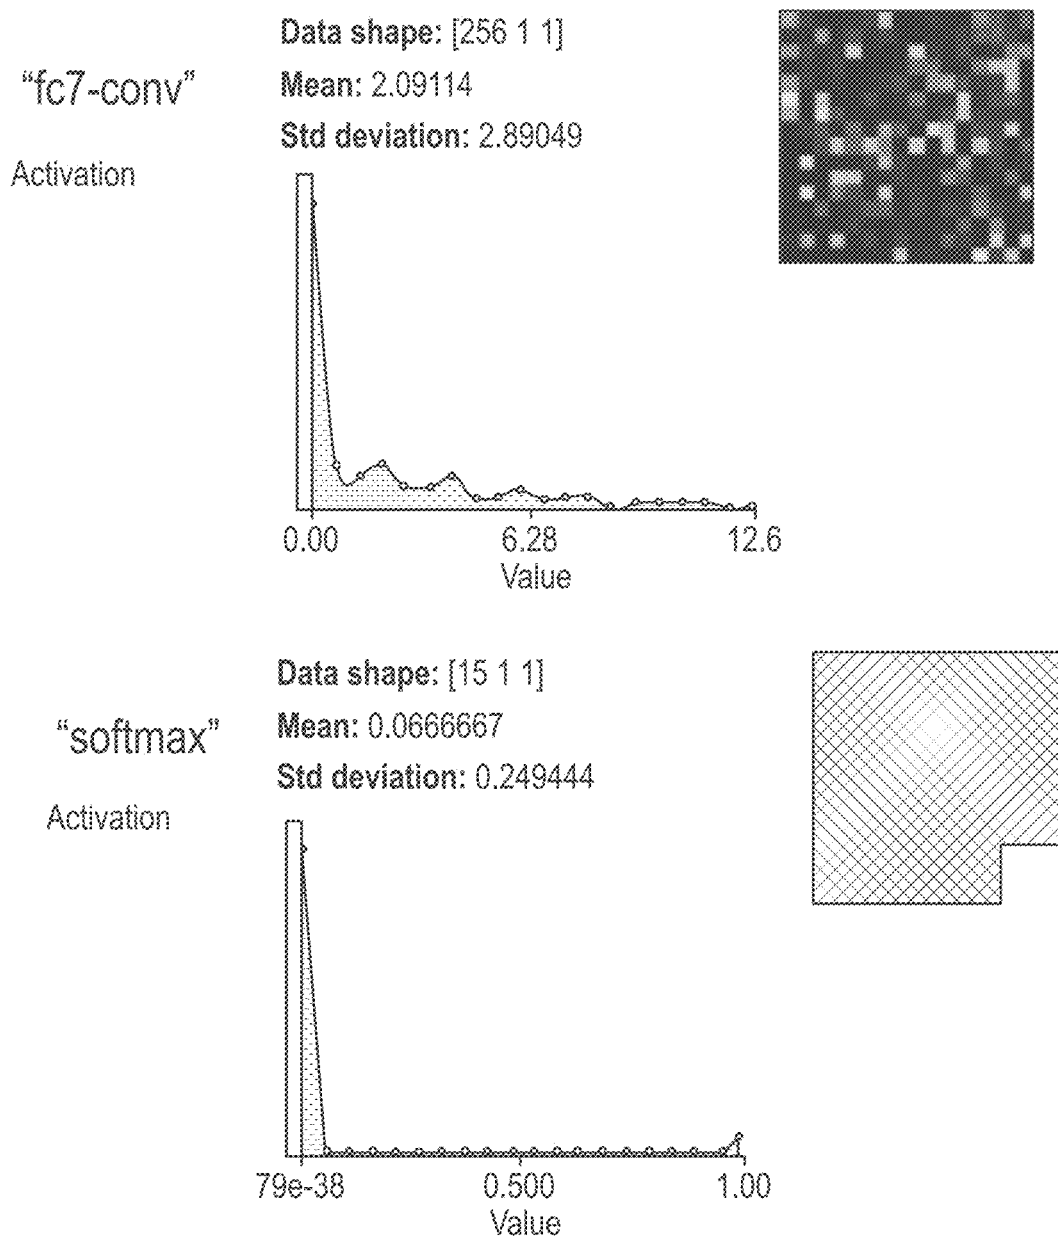 Data shape: [256 1 1]
“fc7-conv”
Mean: 2.09114
Std deviation: 2.89049
Activation
0.00 6.28 12.6
Value
Data shape: [15 1 1]
“softmax”
Mean: 0.0666667
Std deviation: 0.249444
Activation
79e-38 0.500 1.00
Value